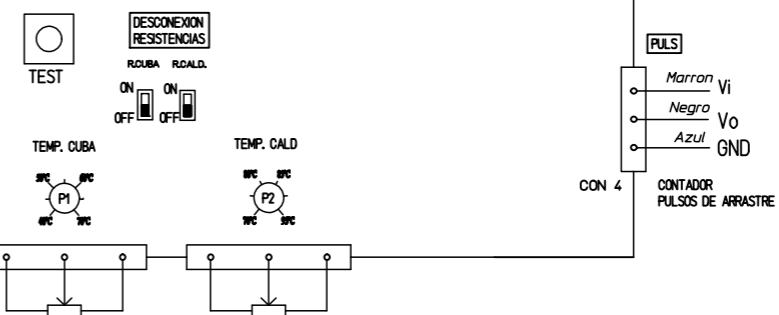 DESCONEXION
RESISTENCIAS
TEST
R.CUBA R.CALD.
ON ON
OFF OFF
PULS
Marron Vi
Negro Vo
Azul GND
TEMP. CUBA
TEMP. CALD
P1
P2
CON 4
CONTADOR
PULSOS DE ARRASTRE